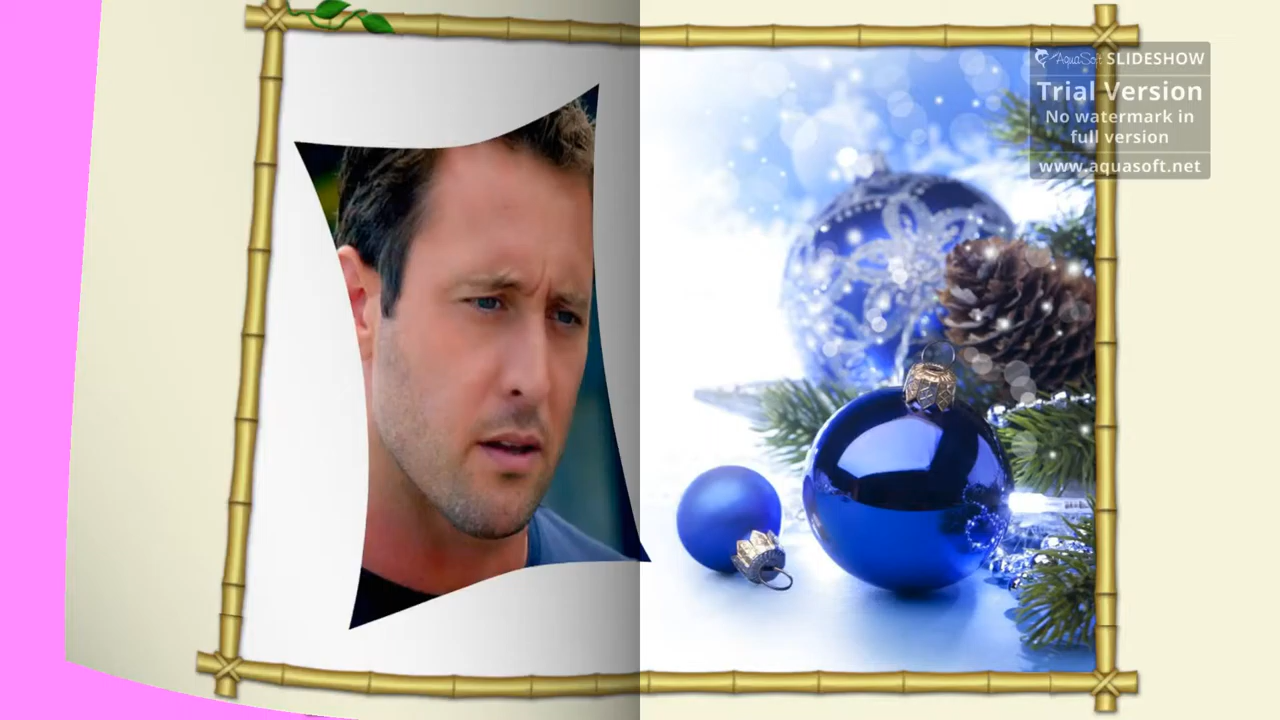 AquaSoft SLIDESHOW
Trial Version
No watermark in
full version
www.aquasoft.net